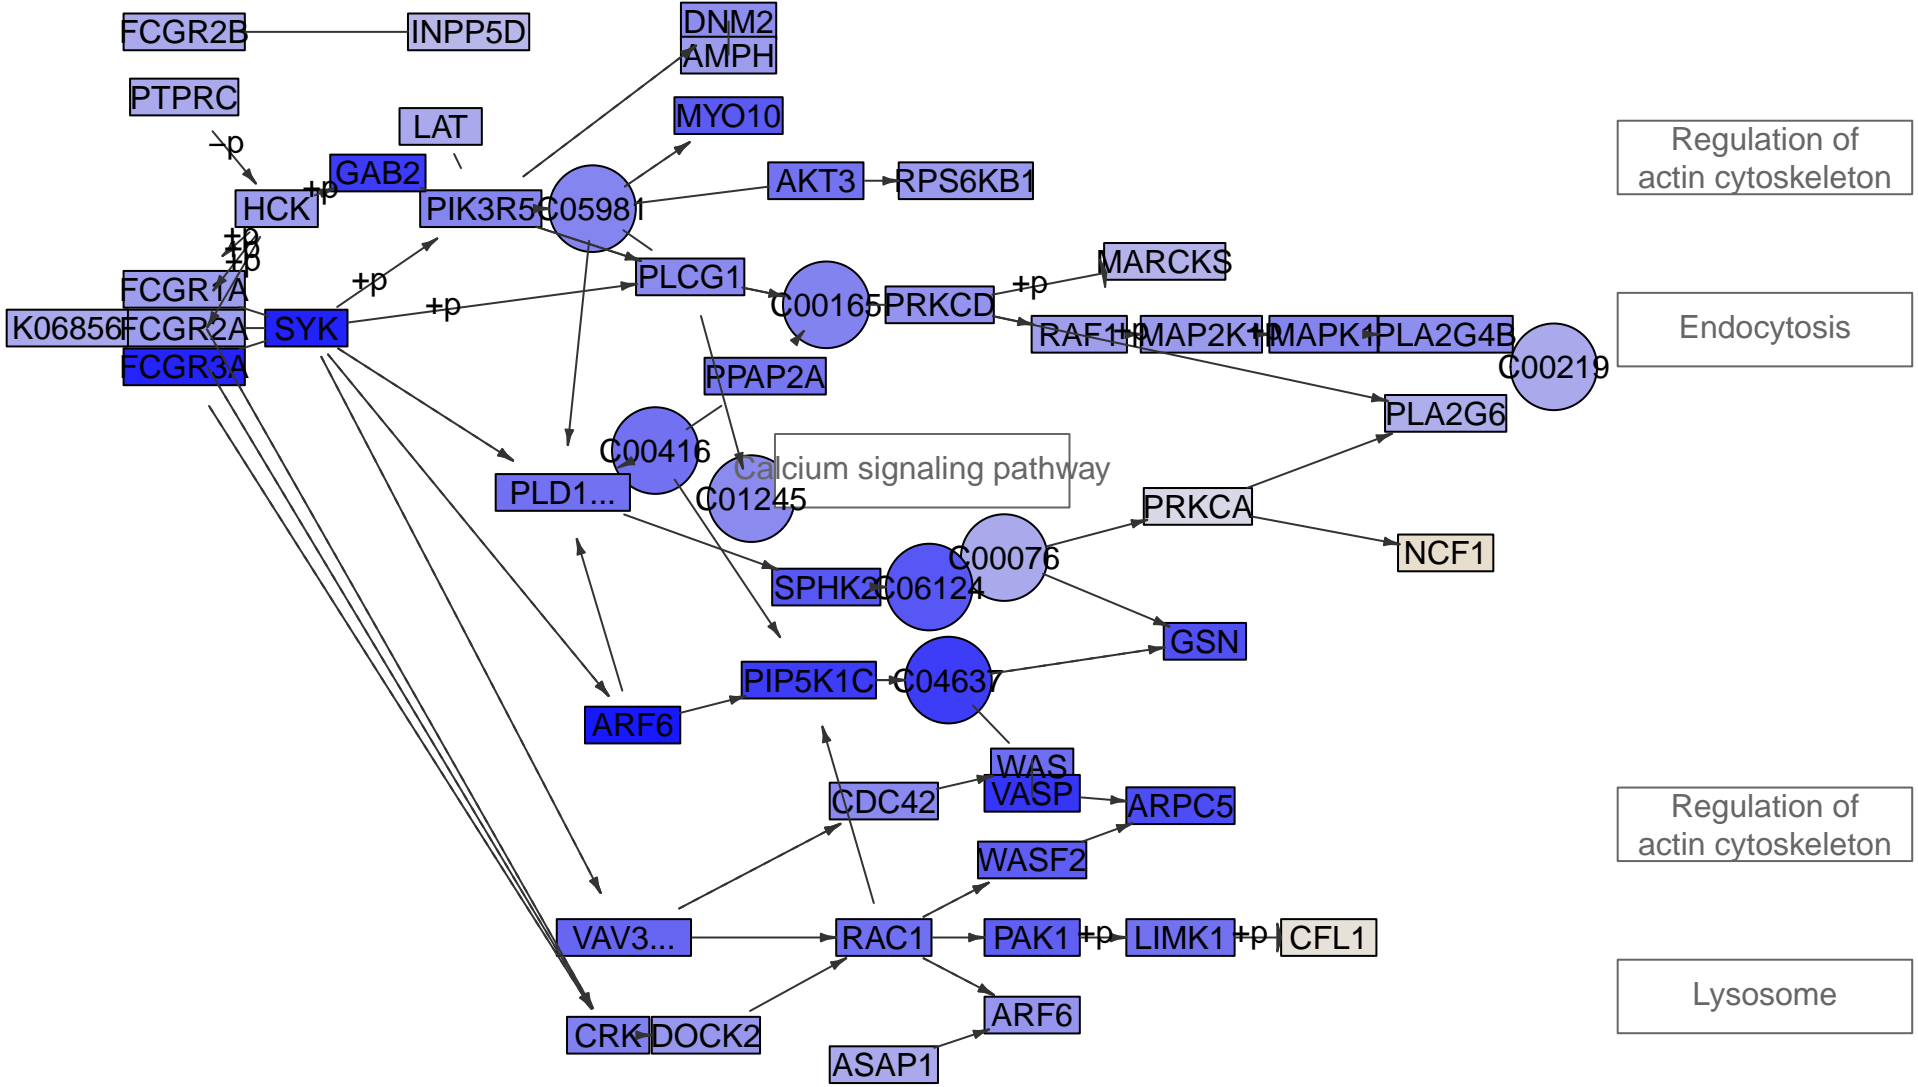 FCGR2B
INPP5D
DNM2
AMPH
PTPRC
LAT
MYO10
Regulation of
actin cytoskeleton
−p
GAB2
+p
HCK
PIK3R5
C05981
AKT3
RPS6KB1
+p
+p
+p
FCGR1A
+p
PLCG1
MARCKS
+p
K06856
FCGR2A
SYK
+p
C00165
PRKCD
RAF1
+p
MAP2K1
+p
MAPK1
PLA2G4B
Endocytosis
FCGR3A
PPAP2A
C00219
PLA2G6
C00416
Calcium signaling pathway
PLD1...
C01245
PRKCA
NCF1
C00076
SPHK2
C06124
GSN
PIP5K1C
C04637
ARF6
WAS
VASP
CDC42
ARPC5
Regulation of
actin cytoskeleton
WASF2
VAV3...
RAC1
PAK1
+p
LIMK1
+p
CFL1
Lysosome
ARF6
CRK
DOCK2
ASAP1